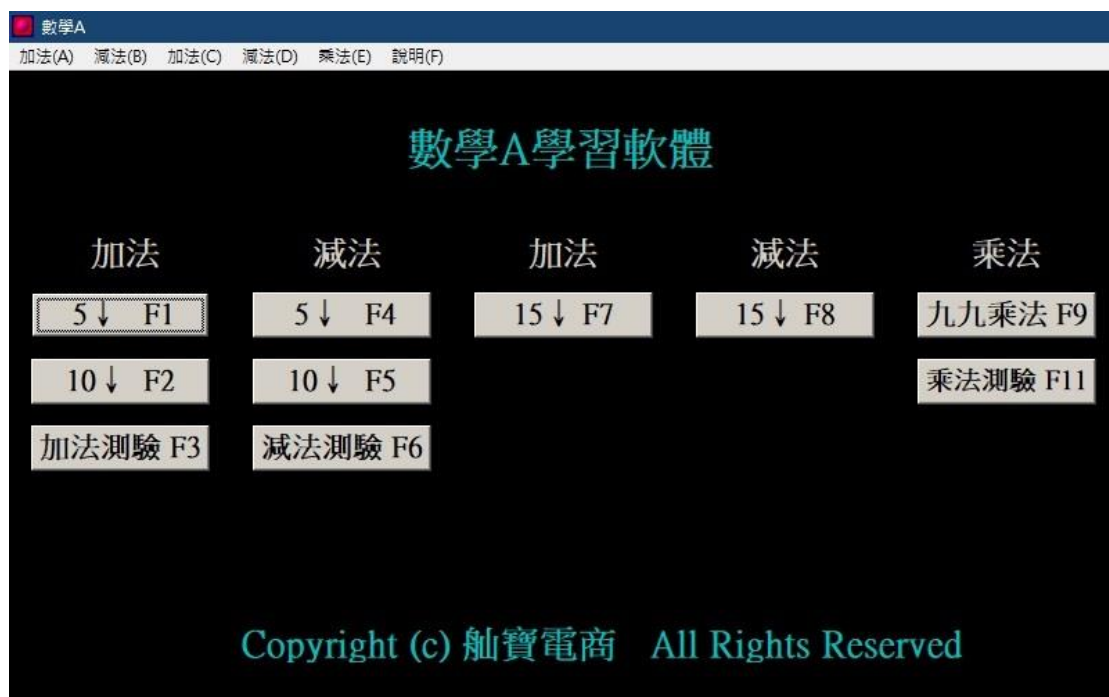 數學A
加法(A) 減法(B) 加法(C) 減法(D) 乘法(E) 說明(F)
數學A學習軟體
加法 減法 加法 減法 乘法
5↓ F1 5↓ F4 15↓ F7 15↓ F8 九九乘法 F9
10↓ F2 10↓ F5 乘法測驗 F11
加法測驗 F3 減法測驗 F6
Copyright (c) 舢寶電商 All Rights Reserved